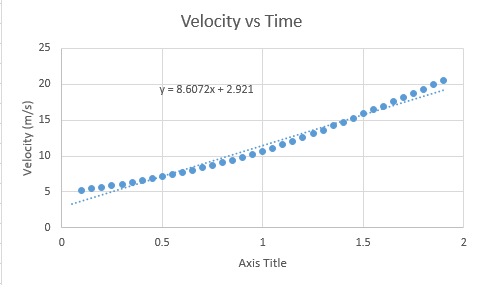 Velocity vs Time
25
20
15
10
5
0
y = 8.6072x + 2.921
Velocity (m/s)
0 0.5 1 1.5 2
Axis Title